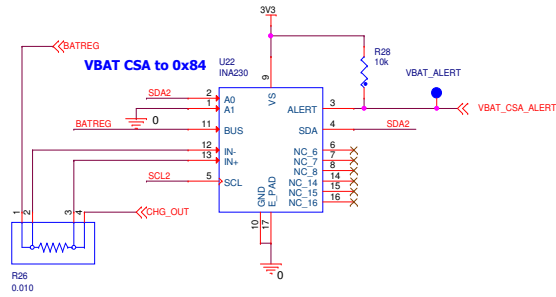 3V3
BATREG
VBAT CSA to 0x84
U22
INA230
R28
10k
VBAT_ALERT
9
VS
SDA2
2
A0
1
A1
0
ALERT
3
VBAT_CSA_ALERT
BATREG
11
BUS
SDA
4
SDA2
12
IN-
13
IN+
NC_6
6
NC_7
7
NC_8
8
NC_14
14
NC_15
15
NC_16
16
SCL2
5
SCL
GND
E_PAD
10
17
0
1
2
3
4
CHG_OUT
R26
0.010